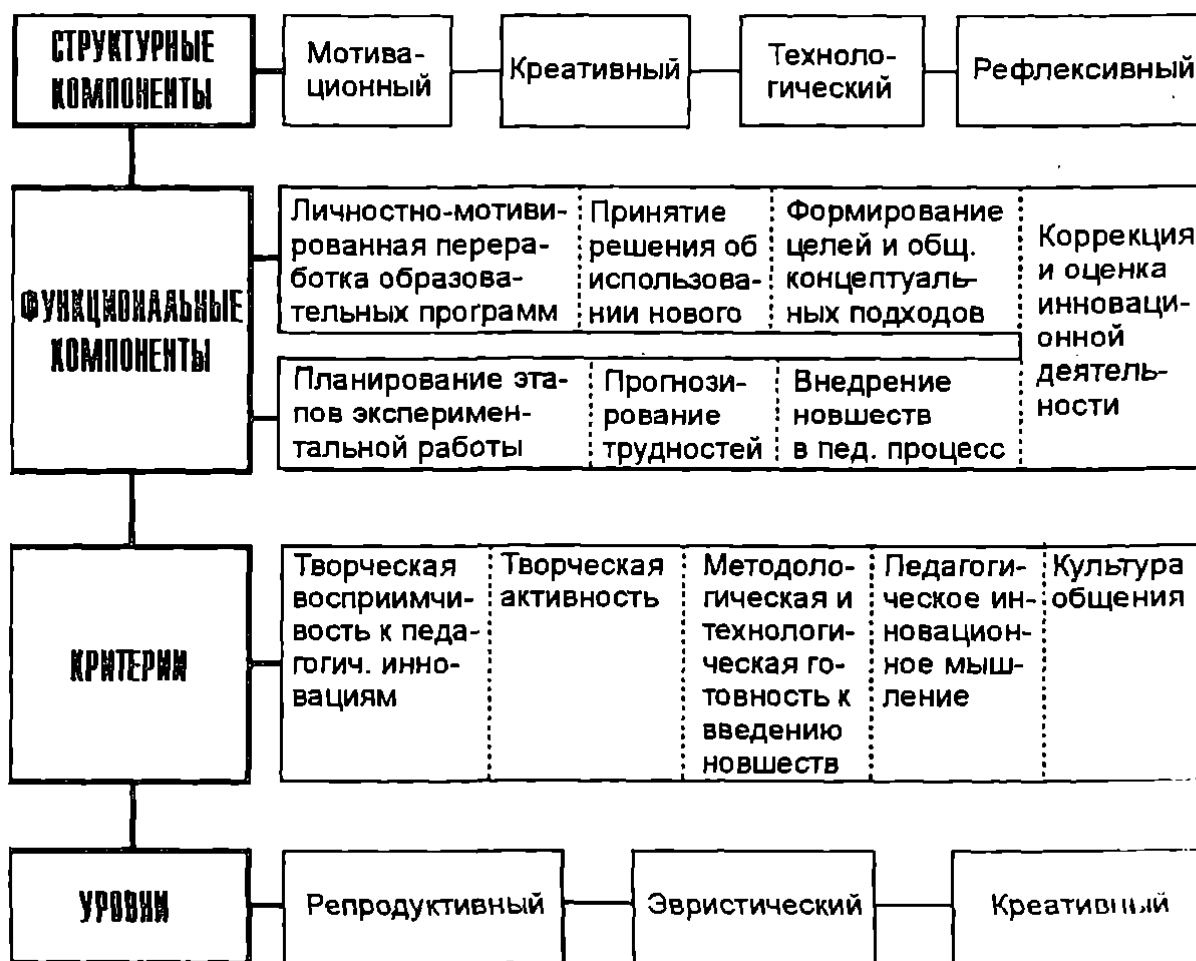 СТРУКТУРНЫЕ
КОМПОНЕНТЫ
Мотива-
ционный
Креативный
Техноло-
гический
Рефлексивный
ФУНКЦИОНАЛЬНЫЕ
КОМПОНЕНТЫ
Личностно-мотиви-
рованная перера-
ботка образова-
тельных программ
Принятие
решения об
использова-
нии нового
Формирование
целей и общ.
концептуаль-
ных подходов
Коррекция
и оценка
инноваци-
онной
деятель-
ности
Планирование эта-
пов эксперимен-
тальной работы
Прогнози-
рование
трудностей
Внедрение
новшеств
в пед. процесс
КРИТЕРИИ
Творческая
восприимчи-
вость к педа-
гогич. инно-
вациям
Творческая
активность
Методоло-
гическая и
технологи-
ческая го-
товность к
введению
новшеств
Педагоги-
ческое ин-
новацион-
ное мыш-
ление
Культура
общения
УРОВНИ
Репродуктивный
Эвристический
Креативный